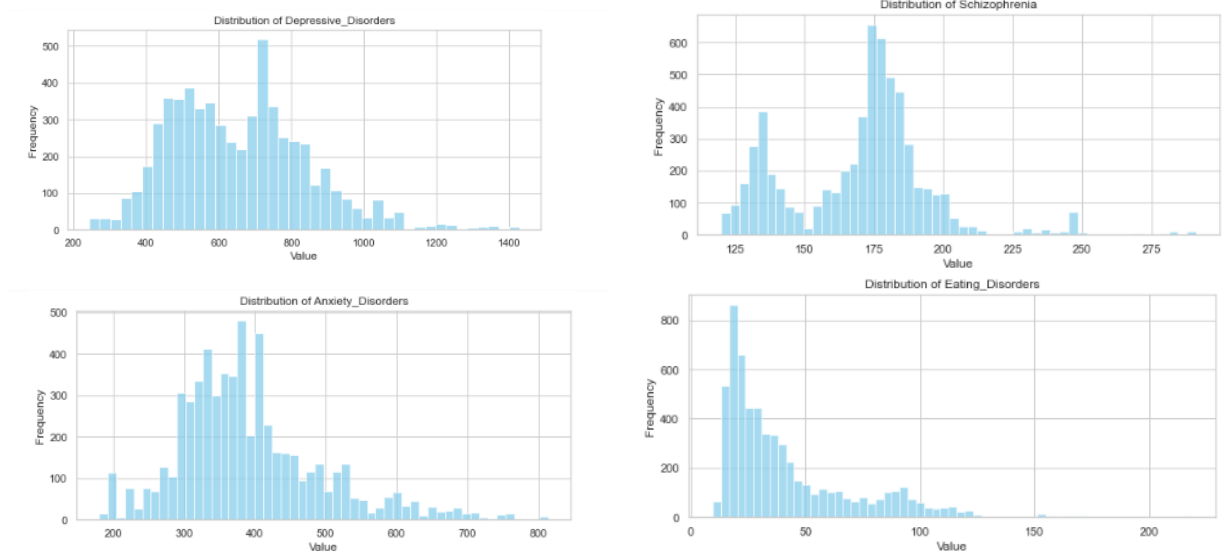 Distribution of Depressive_Disorders
500
400
300
200
100
0
Frequency
200 400 600 800 1000 1200 1400
Value
Distribution of Schizophrenia
600
500
400
300
200
100
0
Frequency
125 150 175 200 225 250 275
Value
Distribution of Anxiety_Disorders
500
400
300
200
100
0
Frequency
200 300 400 500 600 700 800
Value
Distribution of Eating_Disorders
800
600
400
200
0
Frequency
0 50 100 150 200
Value